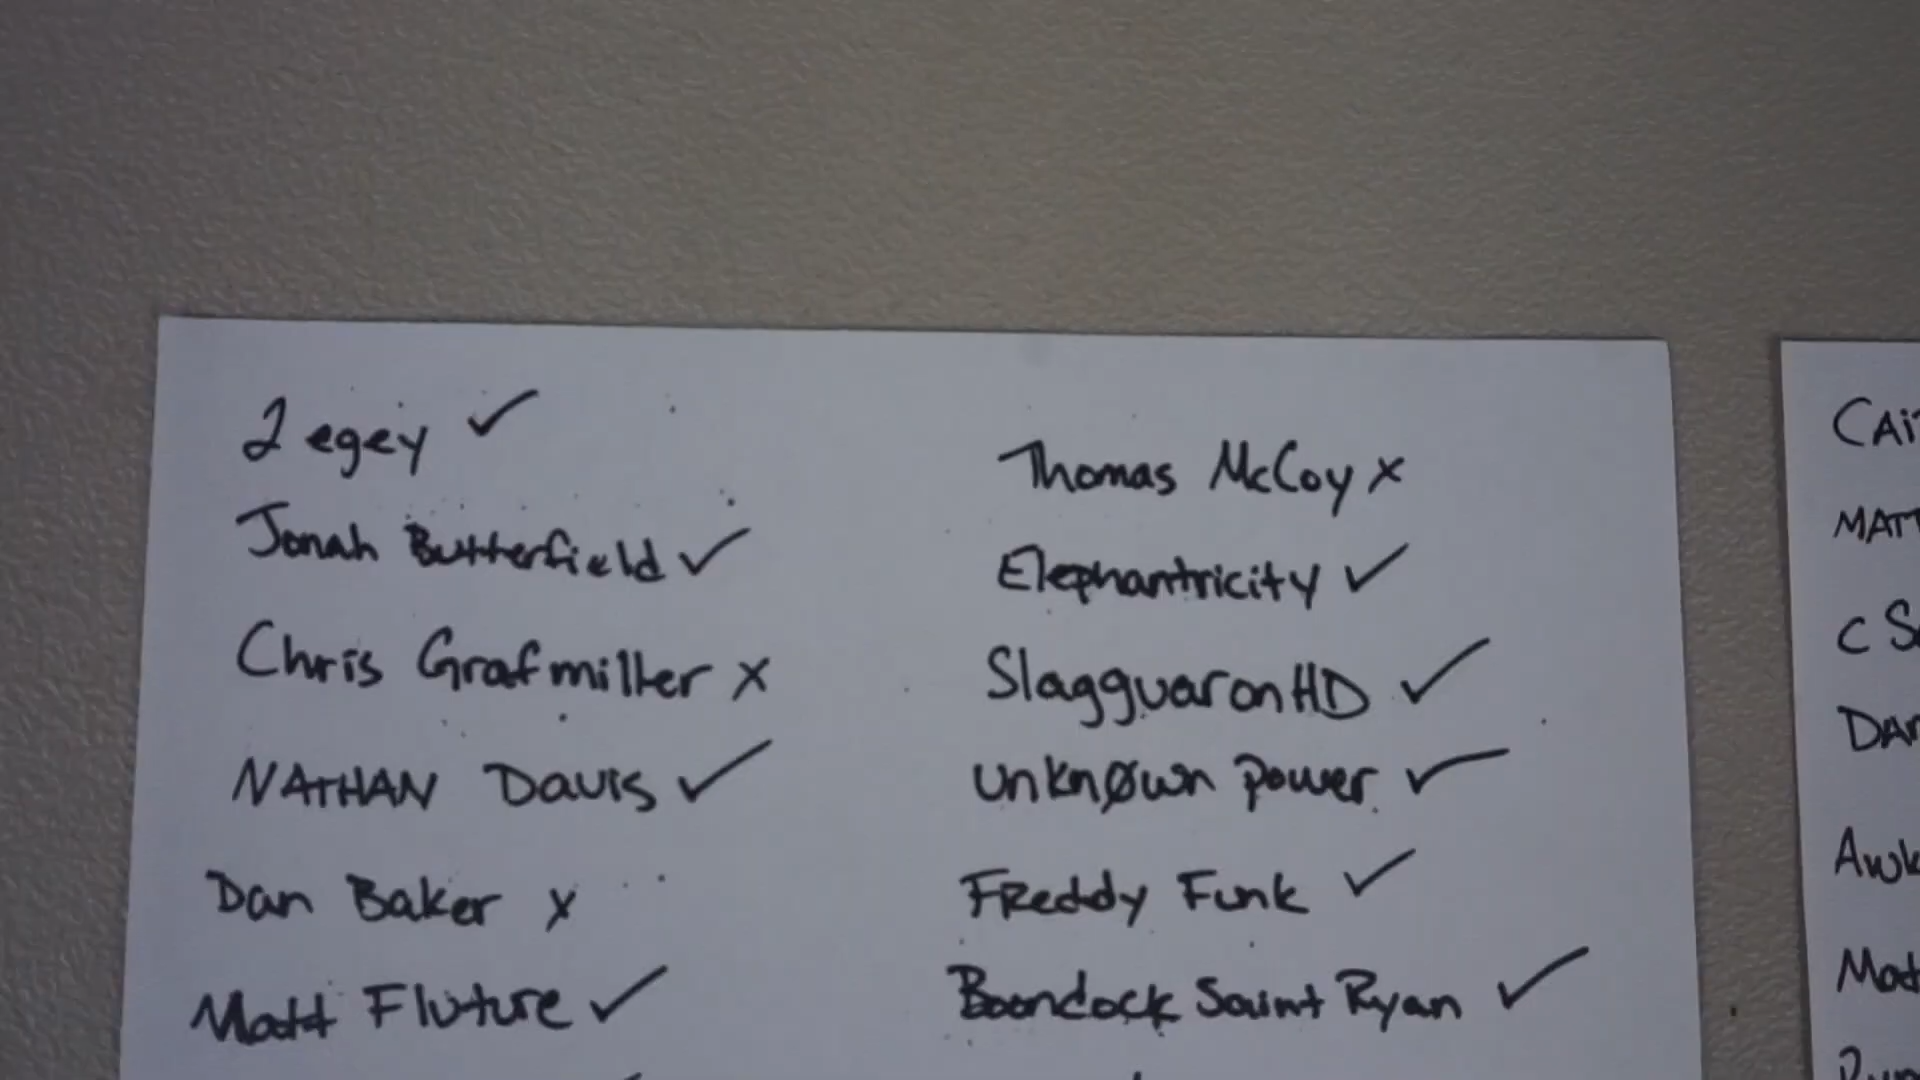 2egey ✓
Jonah Butterfield ✓
Chris Grafmiller x
NATHAN Davis ✓
Dan Baker x
Matt Fluture ✓
Thomas McCoy x
Elephantricity ✓
SlagguaronHD ✓
unknøwn power ✓
Freddy Funk ✓
Boondock Saint Ryan ✓
C